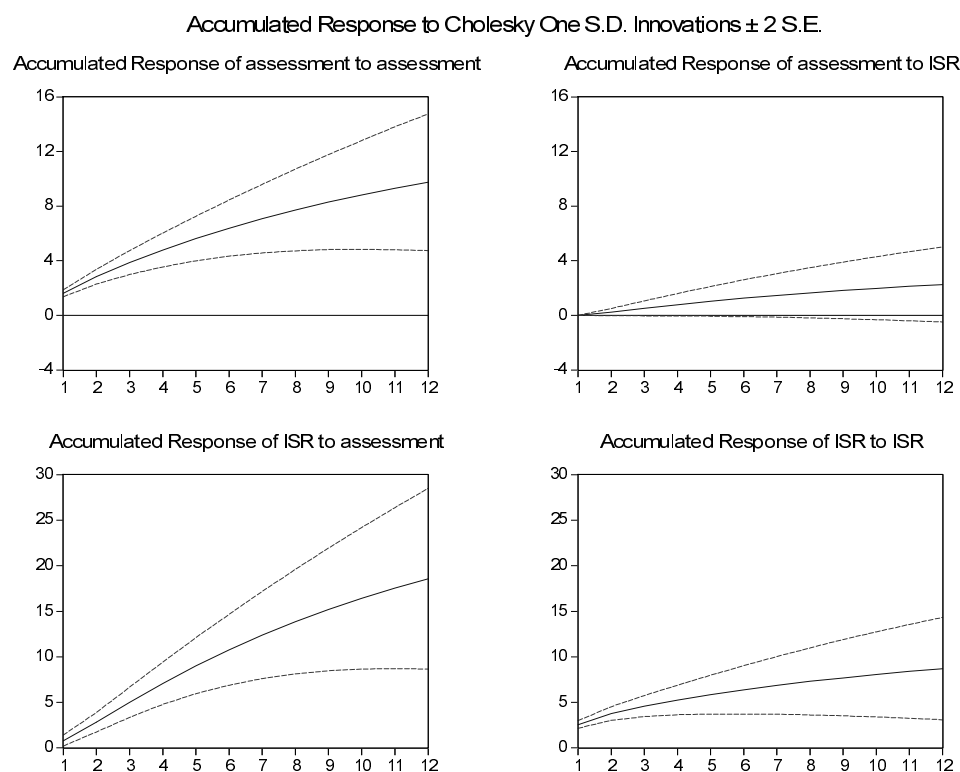 Accumulated Response to Cholesky One S.D. Innovations ± 2 S.E.
Accumulated Response of assessment to assessment
16
12
8
4
0
-4
1 2 3 4 5 6 7 8 9 10 11 12
Accumulated Response of assessment to ISR
16
12
8
4
0
-4
1 2 3 4 5 6 7 8 9 10 11 12
Accumulated Response of ISR to assessment
30
25
20
15
10
5
0
1 2 3 4 5 6 7 8 9 10 11 12
Accumulated Response of ISR to ISR
30
25
20
15
10
5
0
1 2 3 4 5 6 7 8 9 10 11 12